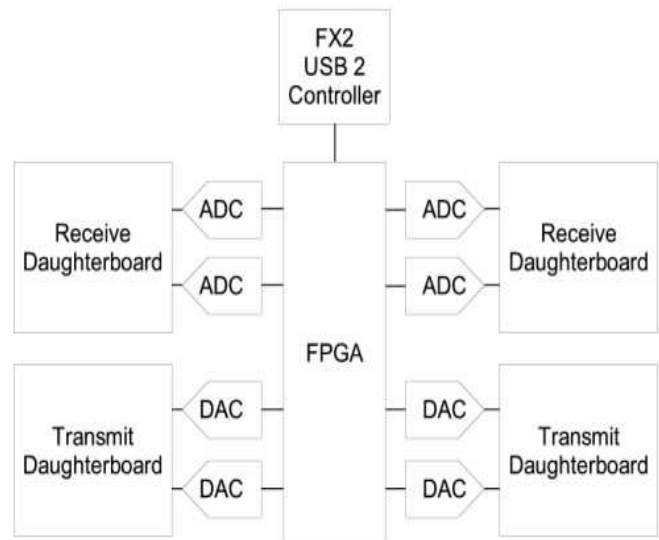 FX2
USB 2
Controller
Receive
Daughterboard
ADC
ADC
ADC
ADC
Receive
Daughterboard
FPGA
Transmit
Daughterboard
DAC
DAC
DAC
DAC
Transmit
Daughterboard